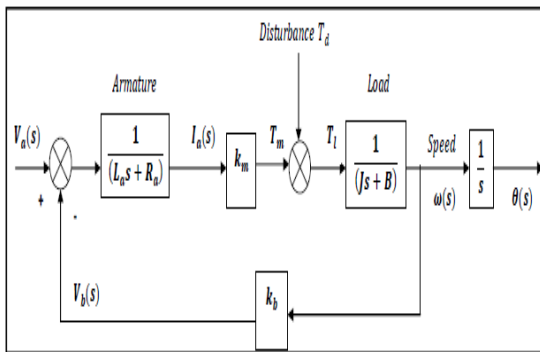 Disturbance T_d
Armature
Load
V_a(s)
+
-
1
(L_a s + R_a)
I_a(s)
k_m
T_m
T_l
1
(Js + B)
Speed
ω(s)
1
s
θ(s)
V_b(s)
k_b